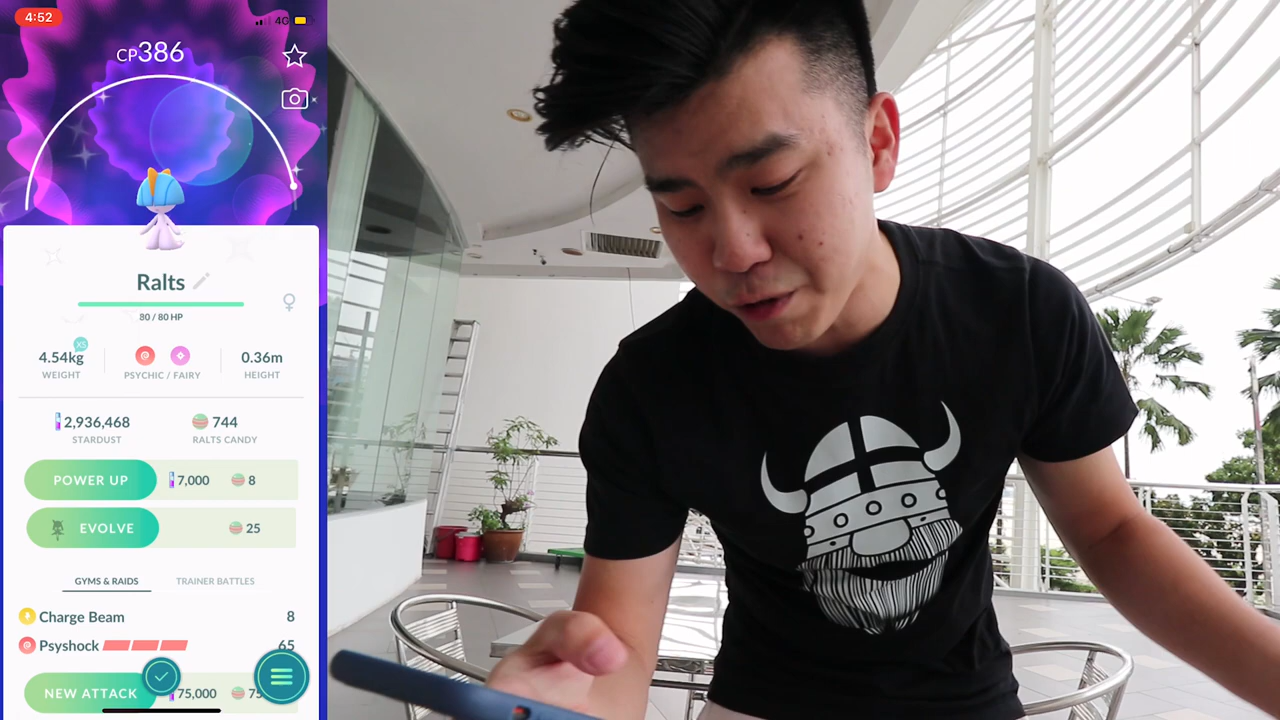 4:52
4G
CP386
Ralts
80 / 80 HP
XS
4.54kg
WEIGHT
PSYCHIC / FAIRY
0.36m
HEIGHT
2,936,468
STARDUST
744
RALTS CANDY
POWER UP
7,000
8
EVOLVE
25
GYMS & RAIDS
TRAINER BATTLES
Charge Beam
8
Psyshock
65
NEW ATTACK
75,000